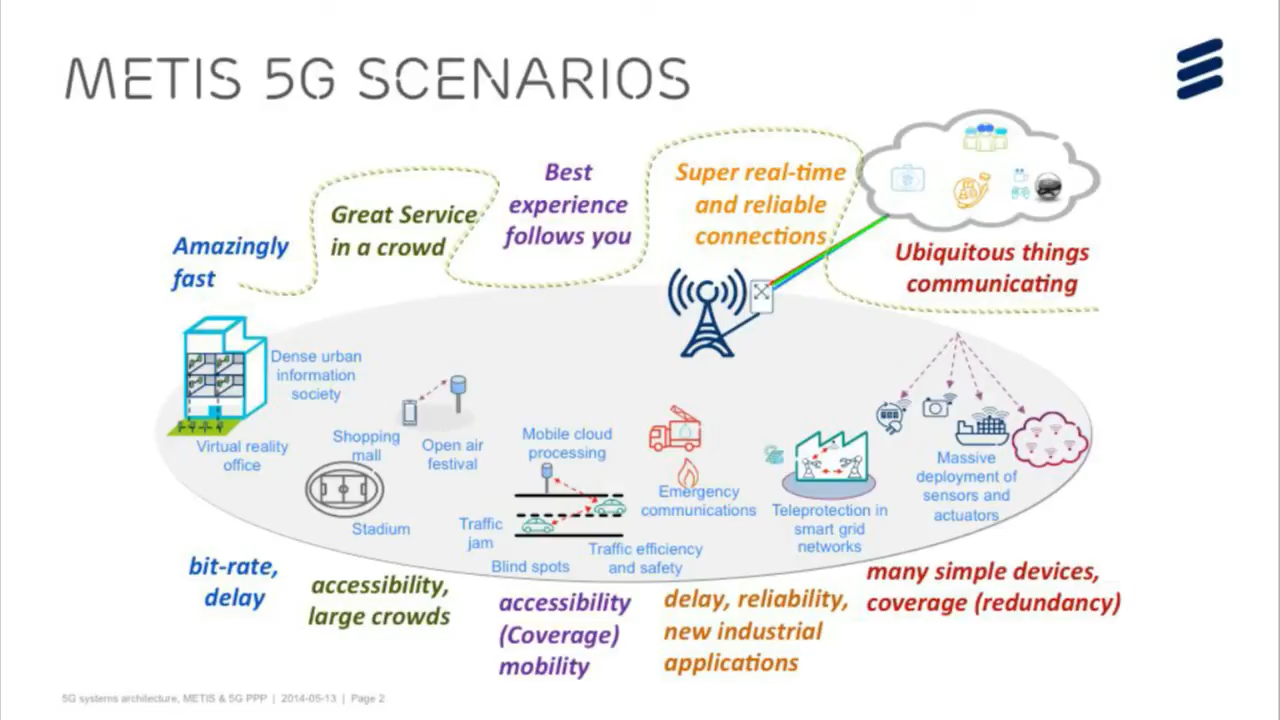 METIS 5G SCENARIOS
Amazingly
fast
Great Service
in a crowd
Best
experience
follows you
Super real-time
and reliable
connections
Ubiquitous things
communicating
Dense urban
information
society
Virtual reality
office
Shopping
mall
Open air
festival
Stadium
Mobile cloud
processing
Traffic
jam
Blind spots
Traffic efficiency
and safety
Emergency
communications
Teleprotection in
smart grid
networks
Massive
deployment of
sensors and
actuators
bit-rate,
delay
accessibility,
large crowds
accessibility
(Coverage)
mobility
delay, reliability,
new industrial
applications
many simple devices,
coverage (redundancy)
5G systems architecture, METIS & 5G PPP | 2014-05-13 | Page 2